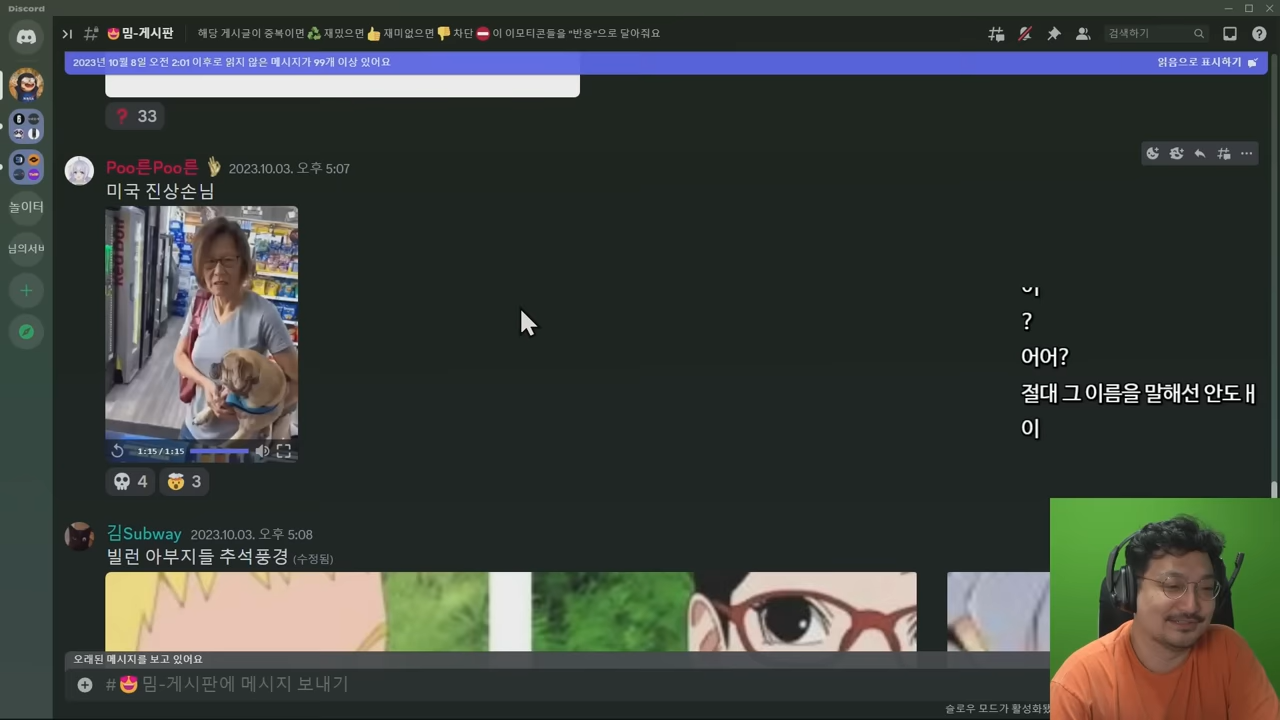 Discord
밈-게시판
해당 게시글이 중복이면 ♻️ 재밌으면 👍 재미없으면 👎 차단 ⛔ 이 이모티콘들을 "반응"으로 달아줘요
검색하기
2023년 10월 8일 오전 2:01 이후로 읽지 않은 메시지가 99개 이상 있어요
읽음으로 표시하기
❓ 33
Poo른Poo른 2023.10.03. 오후 5:07
미국 진상손님
Red Bull
1:15/1:15
💀 4 🤯 3
놀이터
님의서버
?
어어?
절대 그 이름을 말해선 안도ㅐ
이
김Subway 2023.10.03. 오후 5:08
빌런 아부지들 추석풍경 (수정됨)
오래된 메시지를 보고 있어요
#😍 밈-게시판에 메시지 보내기
슬로우 모드가 활성화됐